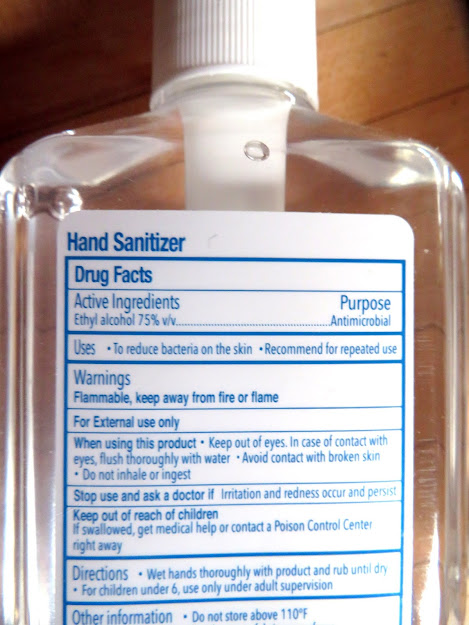 Hand Sanitizer
Drug Facts
Active Ingredients Purpose
Ethyl alcohol 75% v/v.....................................................Antimicrobial
Uses • To reduce bacteria on the skin • Recommend for repeated use
Warnings
Flammable, keep away from fire or flame
For External use only
When using this product • Keep out of eyes. In case of contact with
eyes, flush thoroughly with water • Avoid contact with broken skin
• Do not inhale or ingest
Stop use and ask a doctor if Irritation and redness occur and persist
Keep out of reach of children
If swallowed, get medical help or contact a Poison Control Center
right away
Directions • Wet hands thoroughly with product and rub until dry
• For children under 6, use only under adult supervision
Other information • Do not store above 110°F